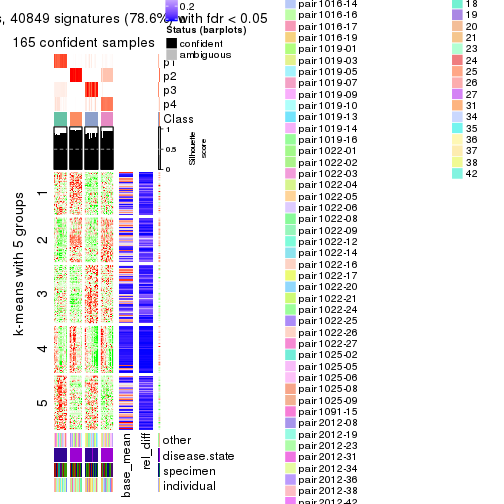 0.2
, 40849 signatures (78.6%) with fdr < 0.05
Status (barplots)
confident
ambiguous
165 confident samples
p1
p2
p3
p4
Class
1
0.5
0
Silhouette
score
k-means with 5 groups
1
2
3
4
5
base_mean
rel_diff
other
disease.state
specimen
individual
pair1016-14
pair1016-16
pair1016-17
pair1016-19
pair1019-01
pair1019-03
pair1019-05
pair1019-07
pair1019-10
pair1019-13
pair1019-14
pair1019-16
pair1022-01
pair1022-02
pair1022-03
pair1022-04
pair1022-05
pair1022-06
pair1022-08
pair1022-09
pair1022-12
pair1022-14
pair1022-16
pair1022-17
pair1022-20
pair1022-21
pair1022-24
pair1022-25
pair1022-26
pair1022-27
pair1025-02
pair1025-05
pair1025-06
pair1025-08
pair1025-09
pair1091-15
pair2012-08
pair2012-19
pair2012-23
pair2012-31
pair2012-34
pair2012-36
pair2012-38
pair2012-42
18
19
20
21
24
25
26
27
31
34
35
36
37
38
42